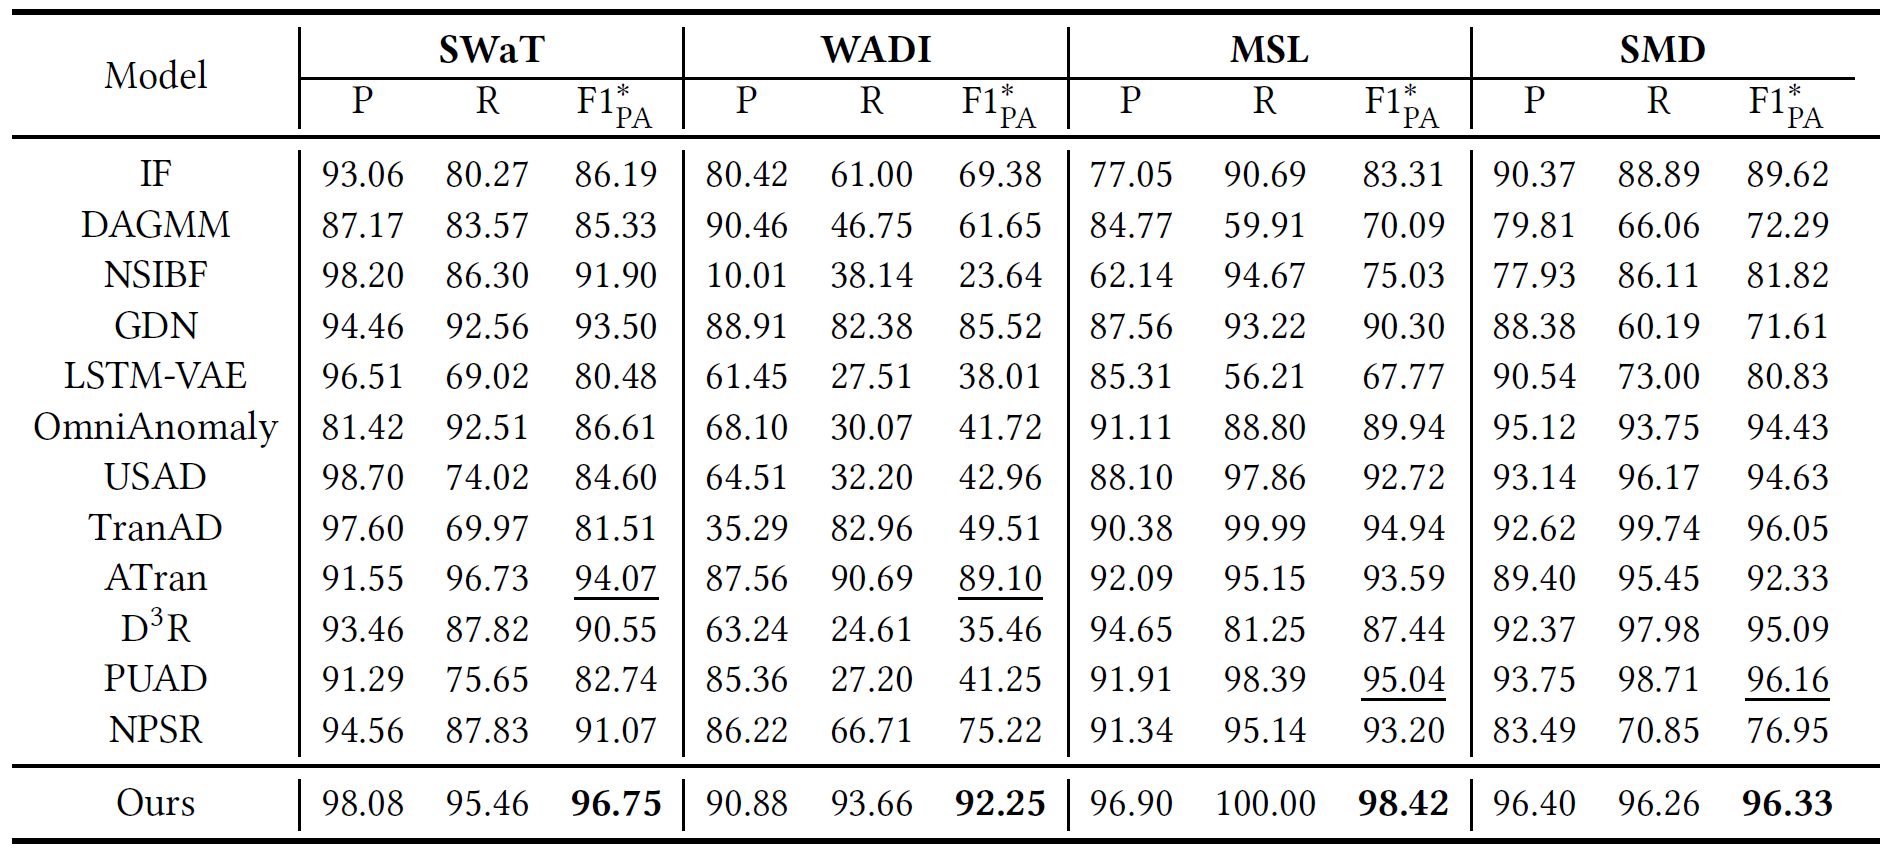 Model SWaT WADI MSL SMD
P R F1*PA P R F1*PA P R F1*PA P R F1*PA
IF 93.06 80.27 86.19 80.42 61.00 69.38 77.05 90.69 83.31 90.37 88.89 89.62
DAGMM 87.17 83.57 85.33 90.46 46.75 61.65 84.77 59.91 70.09 79.81 66.06 72.29
NSIBF 98.20 86.30 91.90 10.01 38.14 23.64 62.14 94.67 75.03 77.93 86.11 81.82
GDN 94.46 92.56 93.50 88.91 82.38 85.52 87.56 93.22 90.30 88.38 60.19 71.61
LSTM-VAE 96.51 69.02 80.48 61.45 27.51 38.01 85.31 56.21 67.77 90.54 73.00 80.83
OmniAnomaly 81.42 92.51 86.61 68.10 30.07 41.72 91.11 88.80 89.94 95.12 93.75 94.43
USAD 98.70 74.02 84.60 64.51 32.20 42.96 88.10 97.86 92.72 93.14 96.17 94.63
TranAD 97.60 69.97 81.51 35.29 82.96 49.51 90.38 99.99 94.94 92.62 99.74 96.05
ATran 91.55 96.73 94.07 87.56 90.69 89.10 92.09 95.15 93.59 89.40 95.45 92.33
D³R 93.46 87.82 90.55 63.24 24.61 35.46 94.65 81.25 87.44 92.37 97.98 95.09
PUAD 91.29 75.65 82.74 85.36 27.20 41.25 91.91 98.39 95.04 93.75 98.71 96.16
NPSR 94.56 87.83 91.07 86.22 66.71 75.22 91.34 95.14 93.20 83.49 70.85 76.95
Ours 98.08 95.46 96.75 90.88 93.66 92.25 96.90 100.00 98.42 96.40 96.26 96.33